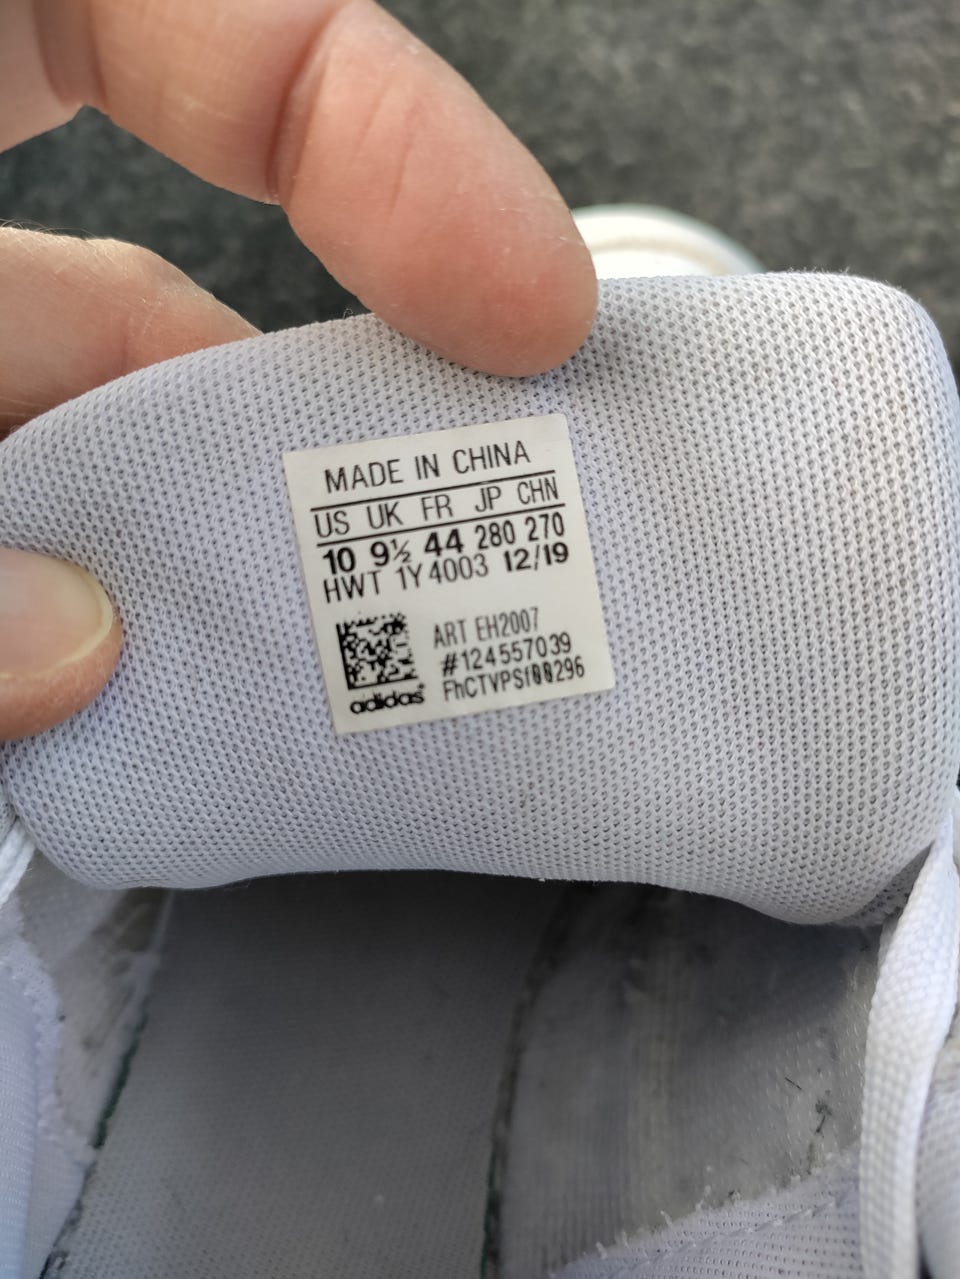 MADE IN CHINA
US UK FR JP CHN
10 9½ 44 280 270
HWT 1Y4003 12/19
ART EH2007
#124557039
FhCTVPSf00296
adidas